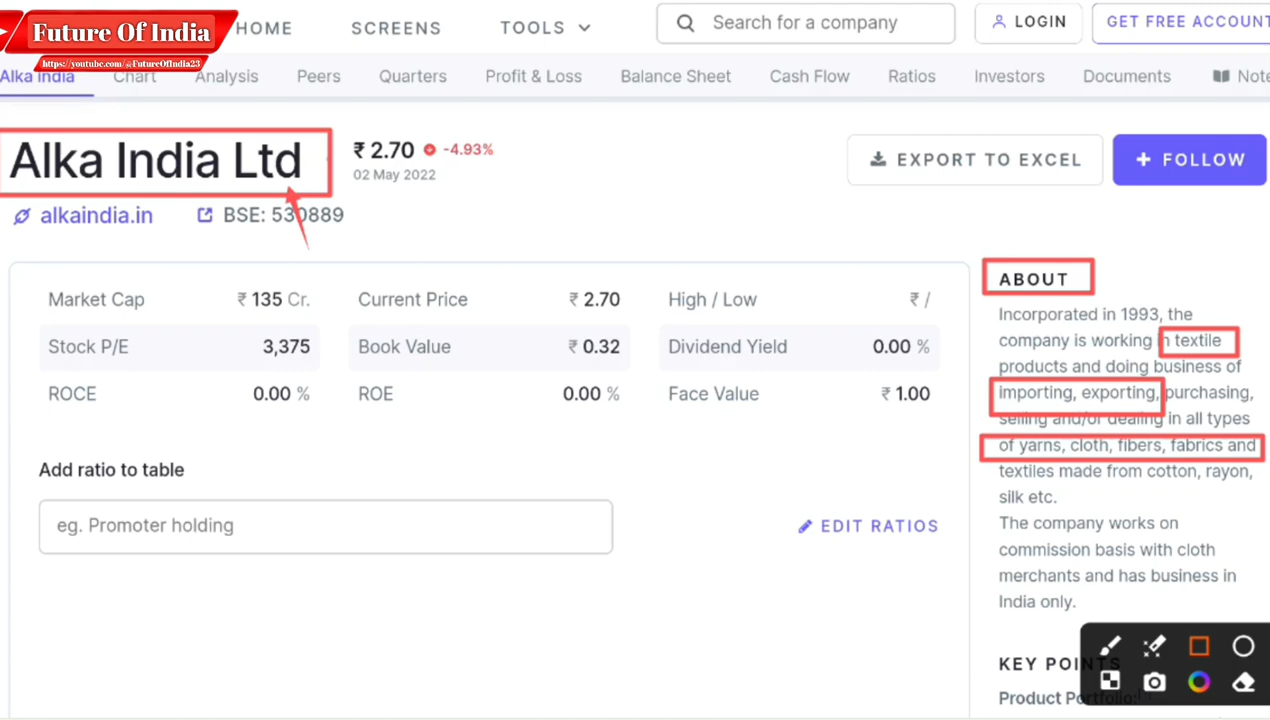 Future Of India
https://youtube.com/@FutureOfIndia23
HOME SCREENS TOOLS Search for a company LOGIN GET FREE ACCOUNT
Alka India Chart Analysis Peers Quarters Profit & Loss Balance Sheet Cash Flow Ratios Investors Documents Note
Alka India Ltd
₹ 2.70 -4.93%
02 May 2022
EXPORT TO EXCEL + FOLLOW
alkaindia.in BSE: 530889
Market Cap ₹ 135 Cr. Current Price ₹ 2.70 High / Low ₹ /
Stock P/E 3,375 Book Value ₹ 0.32 Dividend Yield 0.00 %
ROCE 0.00 % ROE 0.00 % Face Value ₹ 1.00
Add ratio to table
eg. Promoter holding
EDIT RATIOS
ABOUT
Incorporated in 1993, the
company is working in textile
products and doing business of
importing, exporting, purchasing,
selling and/or dealing in all types
of yarns, cloth, fibers, fabrics and
textiles made from cotton, rayon,
silk etc.
The company works on
commission basis with cloth
merchants and has business in
India only.
KEY POINTS
Product Portfolio: